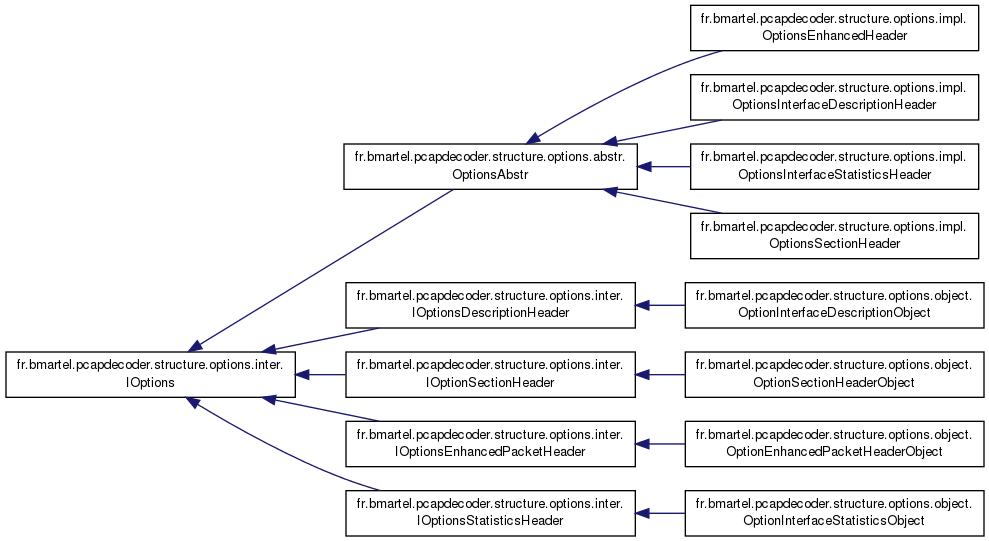 fr.bmartel.pcapdecoder.structure.options.impl.
OptionsEnhancedHeader
fr.bmartel.pcapdecoder.structure.options.impl.
OptionsInterfaceDescriptionHeader
fr.bmartel.pcapdecoder.structure.options.abstr.
OptionsAbstr
fr.bmartel.pcapdecoder.structure.options.impl.
OptionsInterfaceStatisticsHeader
fr.bmartel.pcapdecoder.structure.options.impl.
OptionsSectionHeader
fr.bmartel.pcapdecoder.structure.options.inter.
IOptionsDescriptionHeader
fr.bmartel.pcapdecoder.structure.options.object.
OptionInterfaceDescriptionObject
fr.bmartel.pcapdecoder.structure.options.inter.
IOptions
fr.bmartel.pcapdecoder.structure.options.inter.
IOptionSectionHeader
fr.bmartel.pcapdecoder.structure.options.object.
OptionSectionHeaderObject
fr.bmartel.pcapdecoder.structure.options.inter.
IOptionsEnhancedPacketHeader
fr.bmartel.pcapdecoder.structure.options.object.
OptionEnhancedPacketHeaderObject
fr.bmartel.pcapdecoder.structure.options.inter.
IOptionsStatisticsHeader
fr.bmartel.pcapdecoder.structure.options.object.
OptionInterfaceStatisticsObject